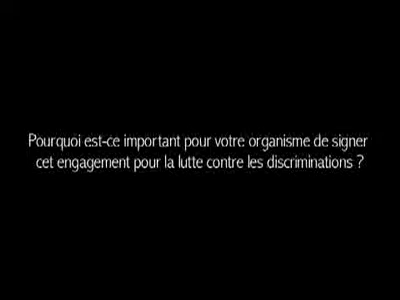 Pourquoi est-ce important pour votre organisme de signer
cet engagement pour la lutte contre les discriminations ?